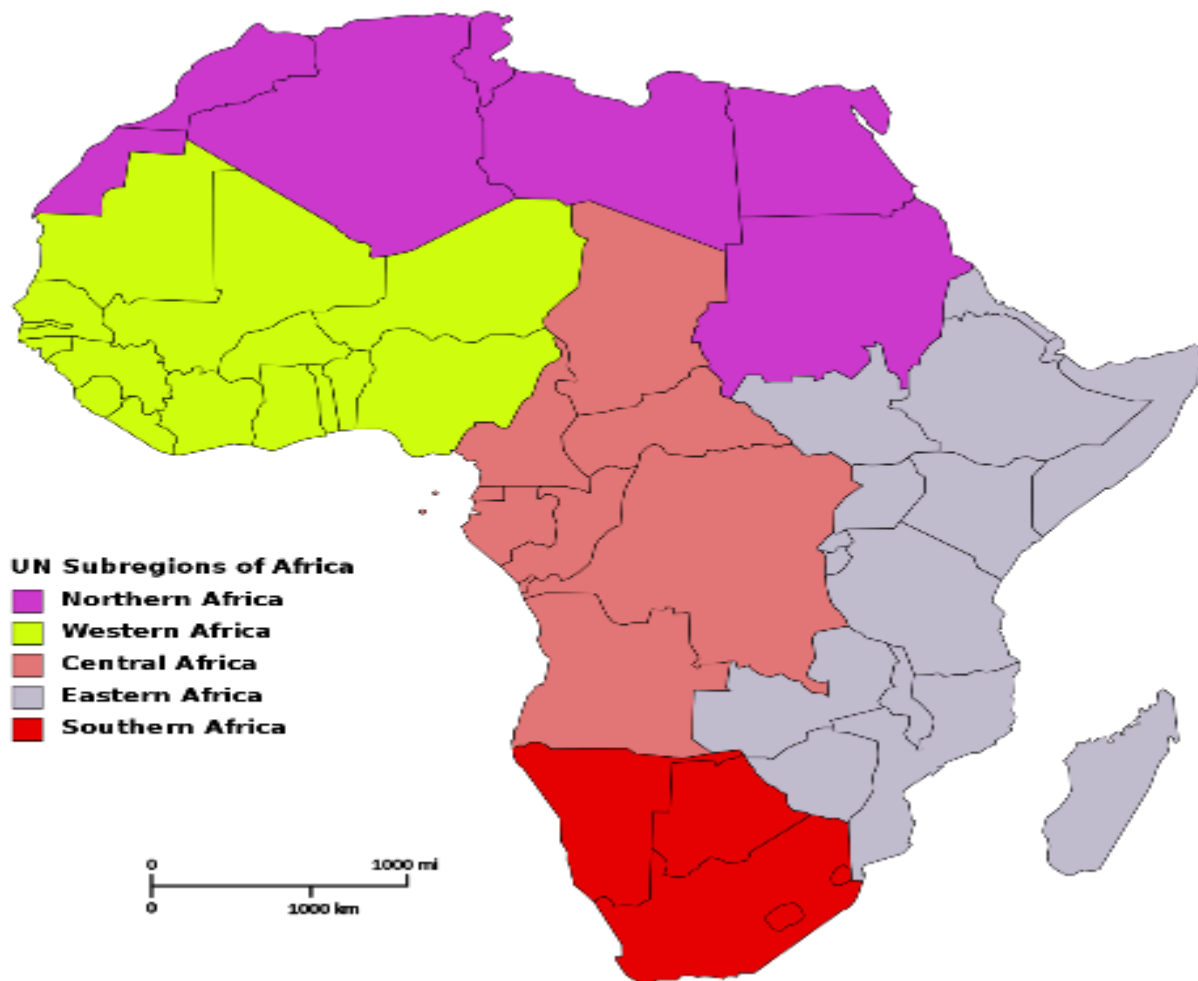 UN Subregions of Africa
Northern Africa
Western Africa
Central Africa
Eastern Africa
Southern Africa
0 1000 mi
0 1000 km